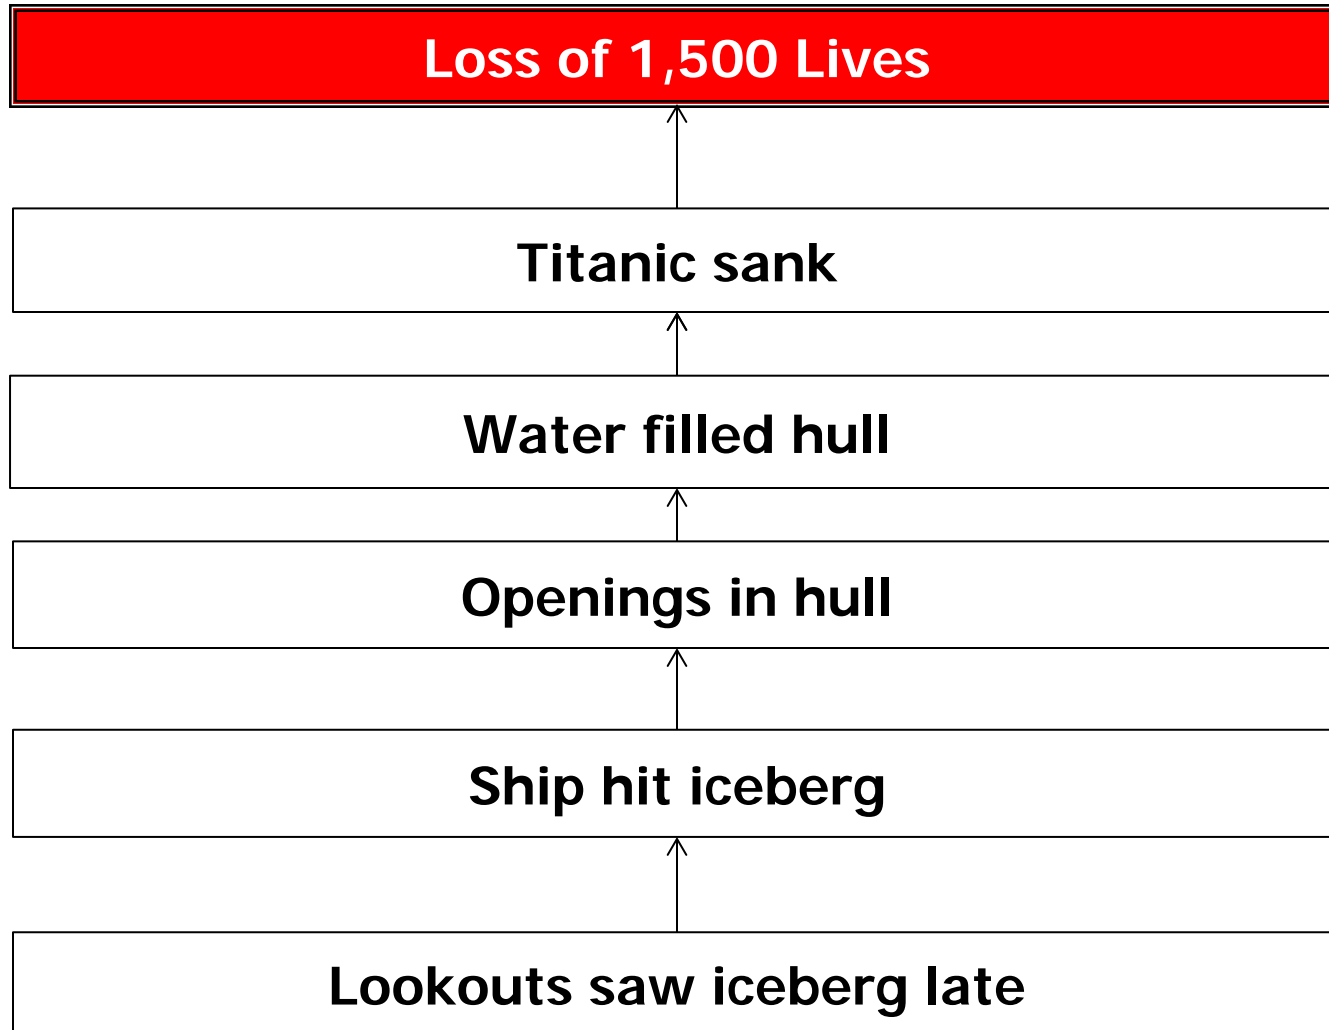 Loss of 1,500 Lives
Titanic sank
Water filled hull
Openings in hull
Ship hit iceberg
Lookouts saw iceberg late